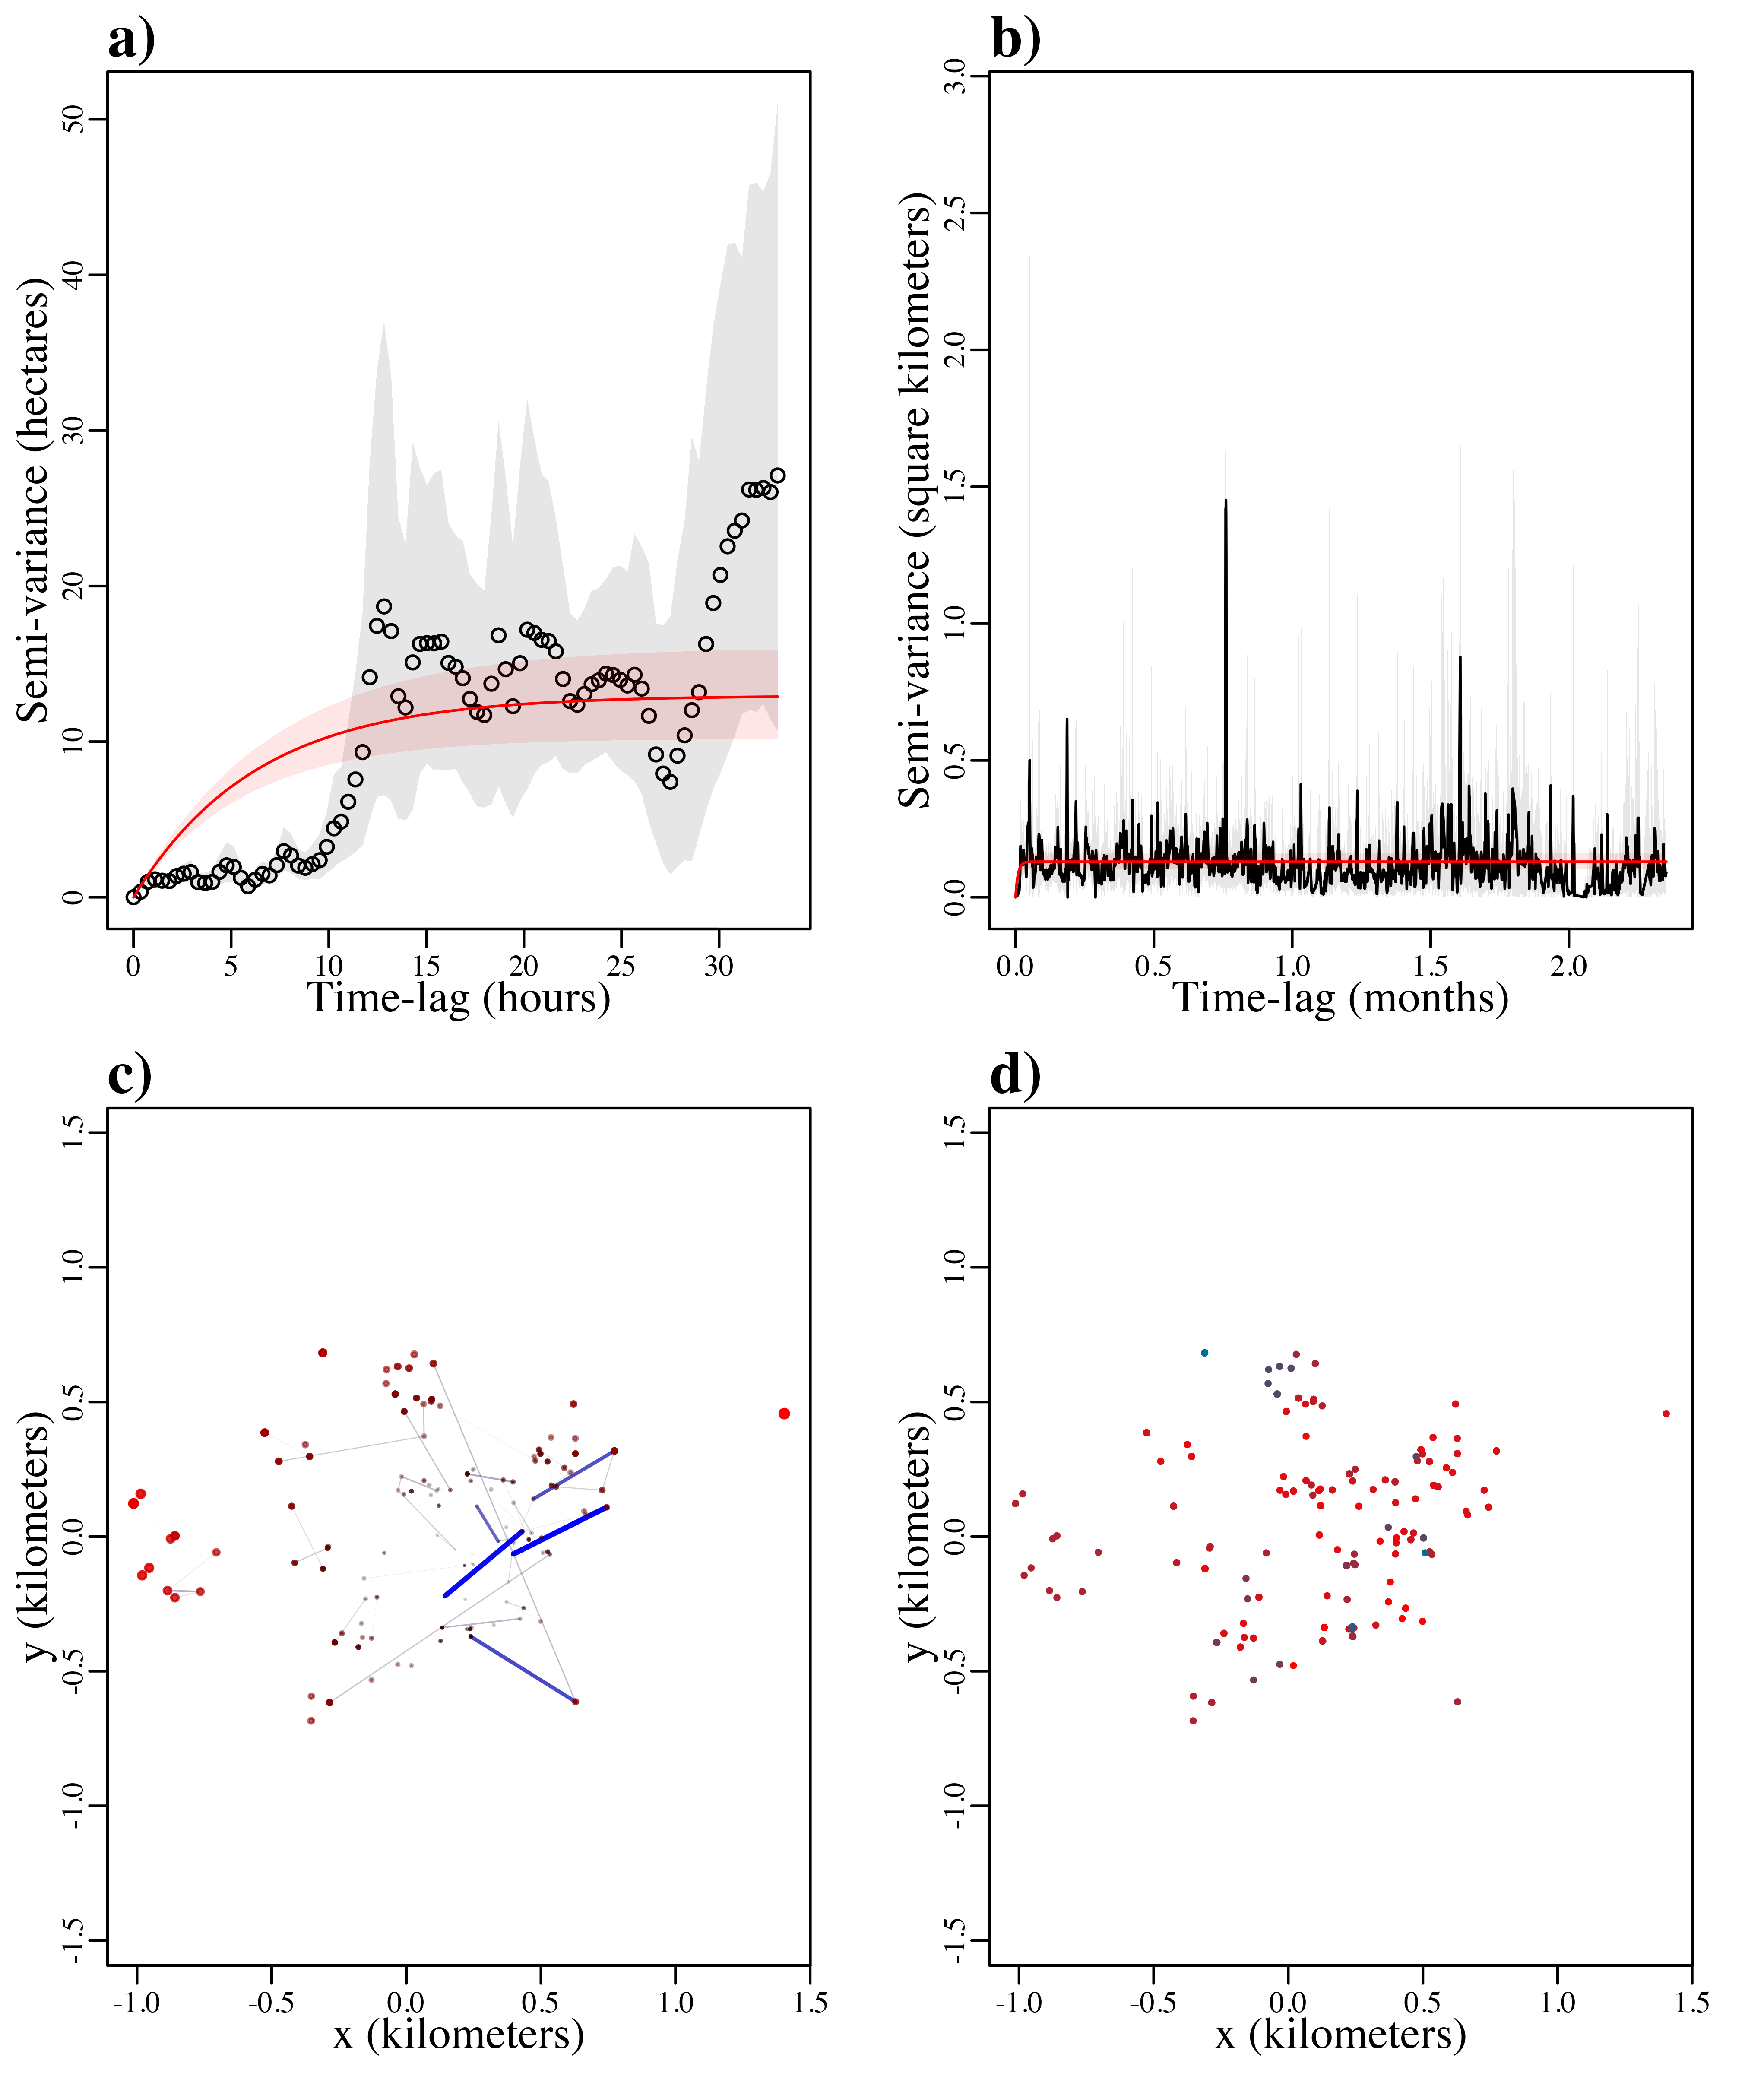 a)
Semi-variance (hectares)
0 10 20 30 40 50
0 5 10 15 20 25 30
Time-lag (hours)
b)
Semi-variance (square kilometers)
0.0 0.5 1.0 1.5 2.0 2.5 3.0
0.0 0.5 1.0 1.5 2.0
Time-lag (months)
c)
y (kilometers)
-1.5 -1.0 -0.5 0.0 0.5 1.0 1.5
-1.0 -0.5 0.0 0.5 1.0 1.5
x (kilometers)
d)
y (kilometers)
-1.5 -1.0 -0.5 0.0 0.5 1.0 1.5
-1.0 -0.5 0.0 0.5 1.0 1.5
x (kilometers)